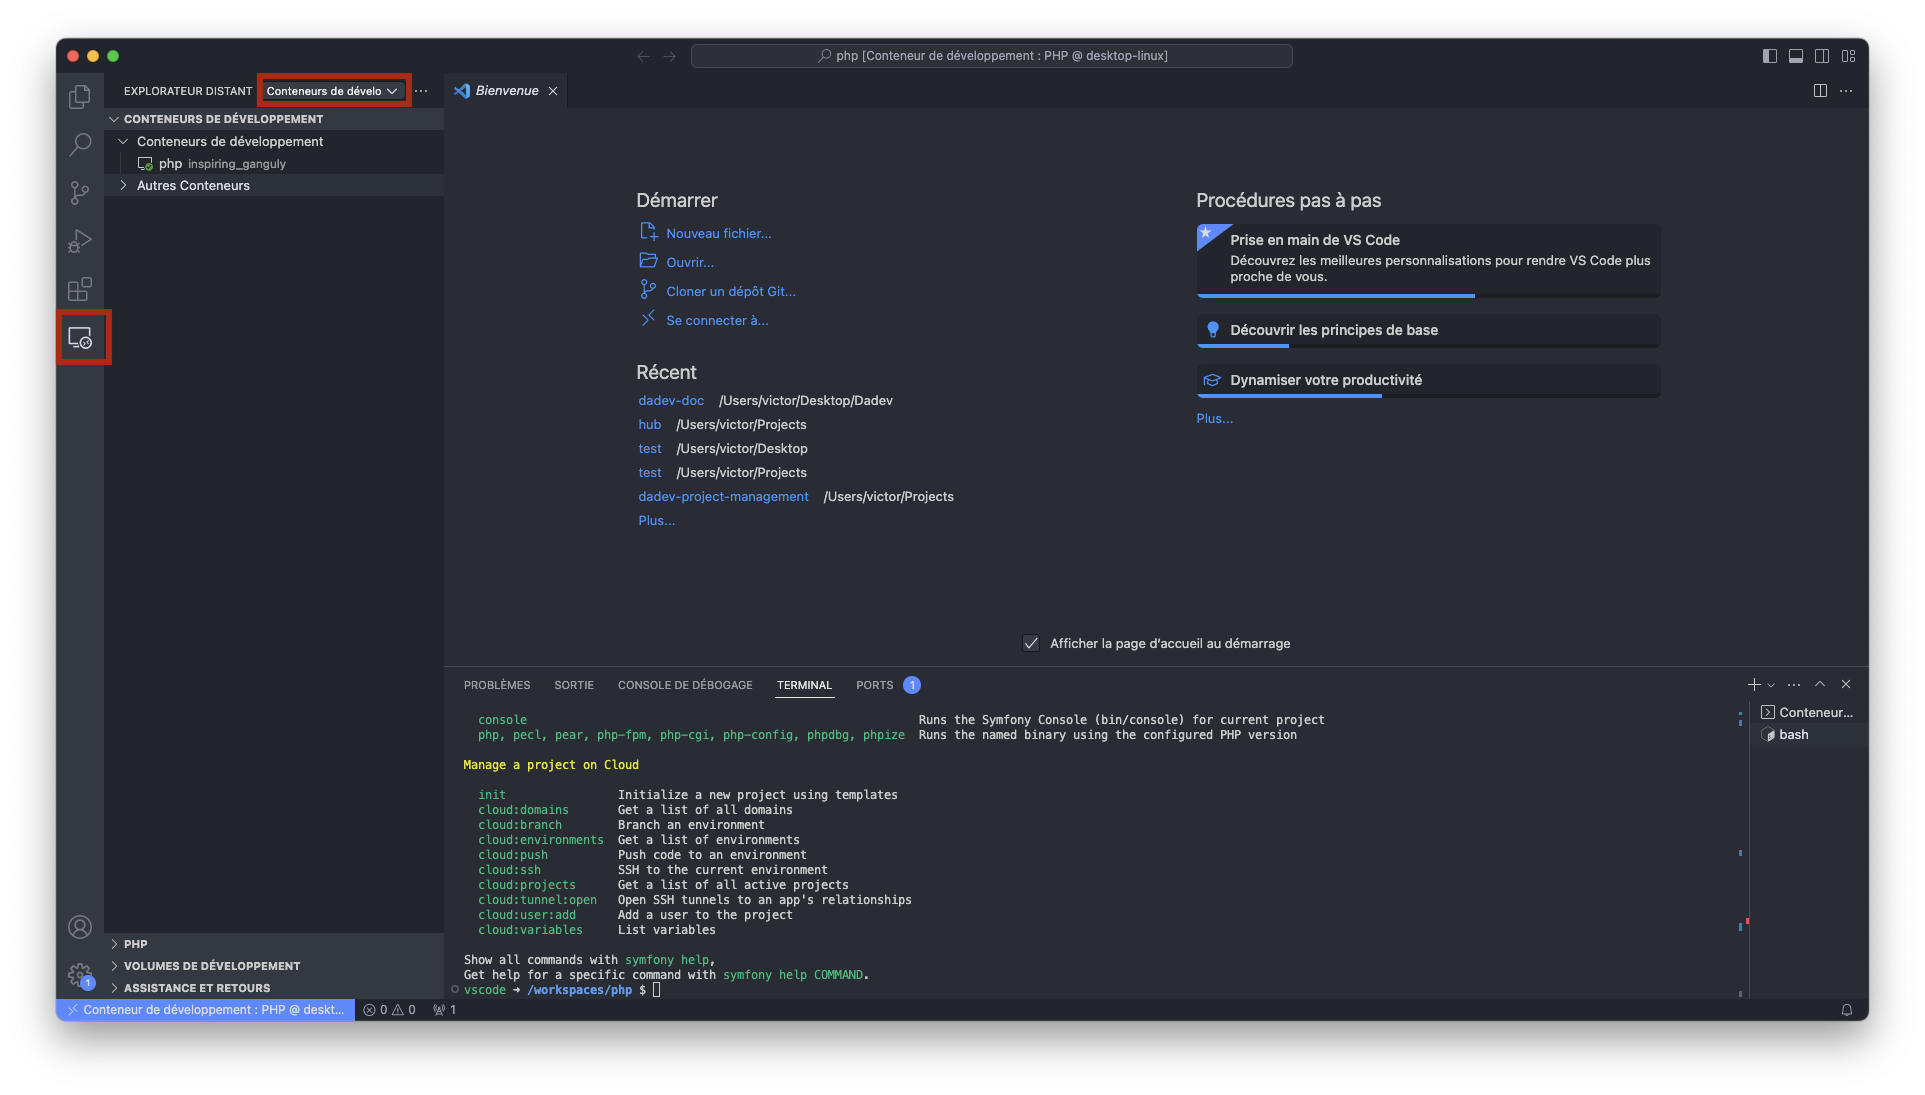 php [Conteneur de développement : PHP @ desktop-linux]
EXPLORATEUR DISTANT
Conteneurs de dévelo
Bienvenue
CONTENEURS DE DÉVELOPPEMENT
Conteneurs de développement
php inspiring_ganguly
Autres Conteneurs
Démarrer
Nouveau fichier...
Ouvrir...
Cloner un dépôt Git...
Se connecter à...
Récent
dadev-doc /Users/victor/Desktop/Dadev
hub /Users/victor/Projects
test /Users/victor/Desktop
test /Users/victor/Projects
dadev-project-management /Users/victor/Projects
Plus...
Procédures pas à pas
Prise en main de VS Code
Découvrez les meilleures personnalisations pour rendre VS Code plus
proche de vous.
Découvrir les principes de base
Dynamiser votre productivité
Plus...
Afficher la page d'accueil au démarrage
PROBLÈMES SORTIE CONSOLE DE DÉBOGAGE TERMINAL PORTS 1
console Runs the Symfony Console (bin/console) for current project
php, pecl, pear, php-fpm, php-cgi, php-config, phpdbg, phpize Runs the named binary using the configured PHP version
Manage a project on Cloud
init Initialize a new project using templates
cloud:domains Get a list of all domains
cloud:branch Branch an environment
cloud:environments Get a list of environments
cloud:push Push code to an environment
cloud:ssh SSH to the current environment
cloud:projects Get a list of all active projects
cloud:tunnel:open Open SSH tunnels to an app's relationships
cloud:user:add Add a user to the project
cloud:variables List variables
Show all commands with symfony help,
Get help for a specific command with symfony help COMMAND.
vscode ➜ /workspaces/php $
Conteneur...
bash
PHP
VOLUMES DE DÉVELOPPEMENT
ASSISTANCE ET RETOURS
1
Conteneur de développement : PHP @ deskt... 0 0 1